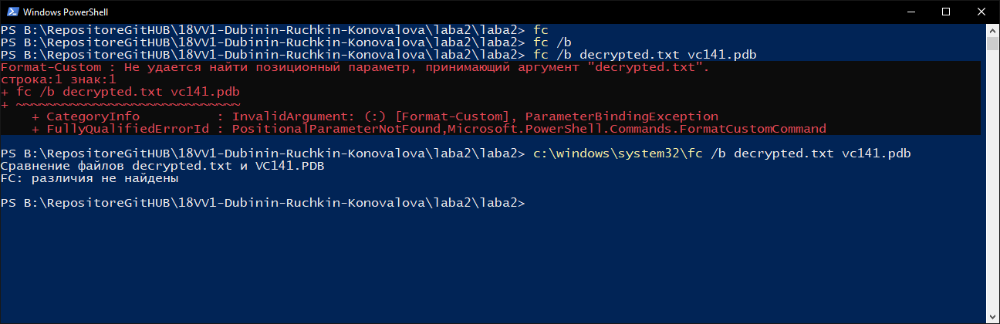 Windows PowerShell
PS B:\RepositoreGitHUB\18VV1-Dubinin-Ruchkin-Konovalova\laba2\laba2> fc
PS B:\RepositoreGitHUB\18VV1-Dubinin-Ruchkin-Konovalova\laba2\laba2> fc /b
PS B:\RepositoreGitHUB\18VV1-Dubinin-Ruchkin-Konovalova\laba2\laba2> fc /b decrypted.txt vc141.pdb
Format-Custom : Не удается найти позиционный параметр, принимающий аргумент "decrypted.txt".
строка:1 знак:1
+ fc /b decrypted.txt vc141.pdb
+ ~~~~~~~~~~~~~~~~~~~~~~~~~~~~~
    + CategoryInfo          : InvalidArgument: (:) [Format-Custom], ParameterBindingException
    + FullyQualifiedErrorId : PositionalParameterNotFound,Microsoft.PowerShell.Commands.FormatCustomCommand
PS B:\RepositoreGitHUB\18VV1-Dubinin-Ruchkin-Konovalova\laba2\laba2> c:\windows\system32\fc /b decrypted.txt vc141.pdb
Сравнение файлов decrypted.txt и VC141.PDB
FC: различия не найдены
PS B:\RepositoreGitHUB\18VV1-Dubinin-Ruchkin-Konovalova\laba2\laba2>